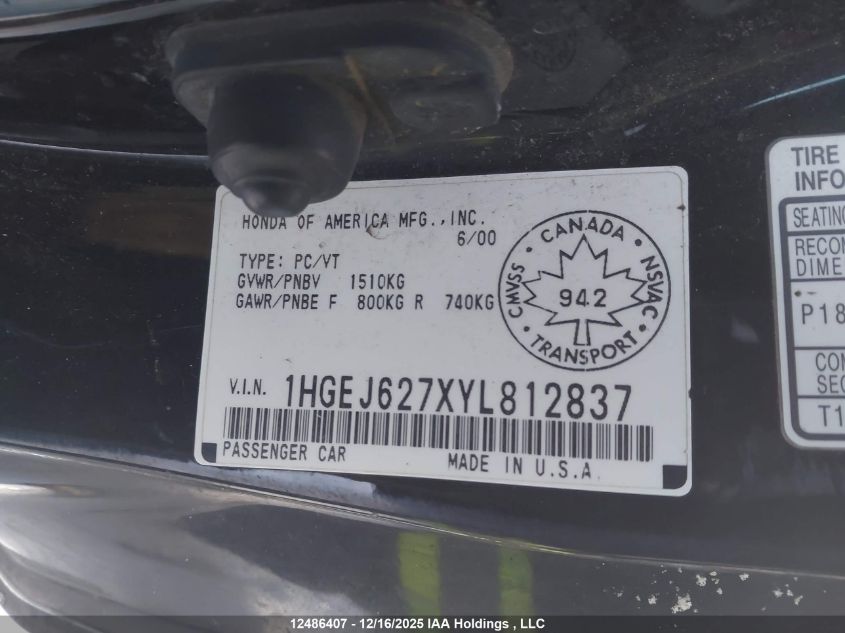 HONDA OF AMERICA MFG.,INC.
6/00
TYPE: PC/VT
GVWR/PNBV 1510KG
GAWR/PNBE F 800KG R 740KG
CANADA
CMVSS
NSVAC
942
TRANSPORT
V.I.N. 1HGEJ627XYL812837
PASSENGER CAR MADE IN U.S.A.
TIRE
INFO
SEATING
RECOM
DIME
P18
CO
SEC
T1
12486407 - 12/16/2025 IAA Holdings , LLC